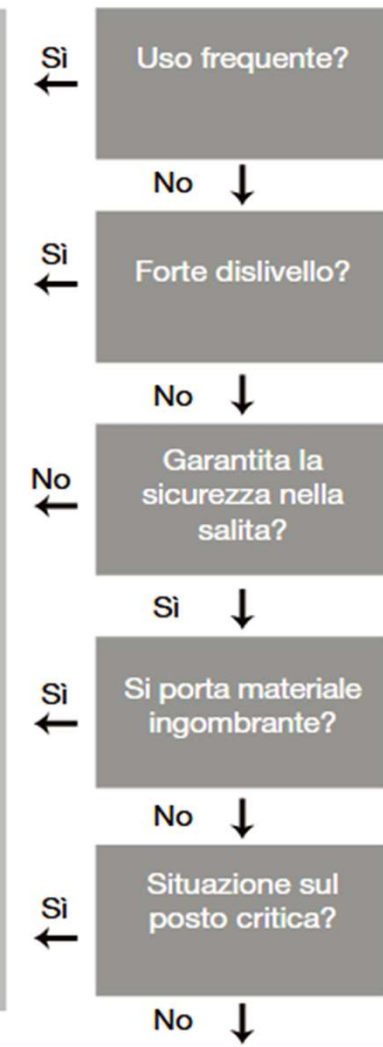 Sì
Uso frequente?
No
Sì
Forte dislivello?
No
No
Garantita la
sicurezza nella
salita?
Sì
Sì
Si porta materiale
ingombrante?
No
Sì
Situazione sul
posto critica?
No